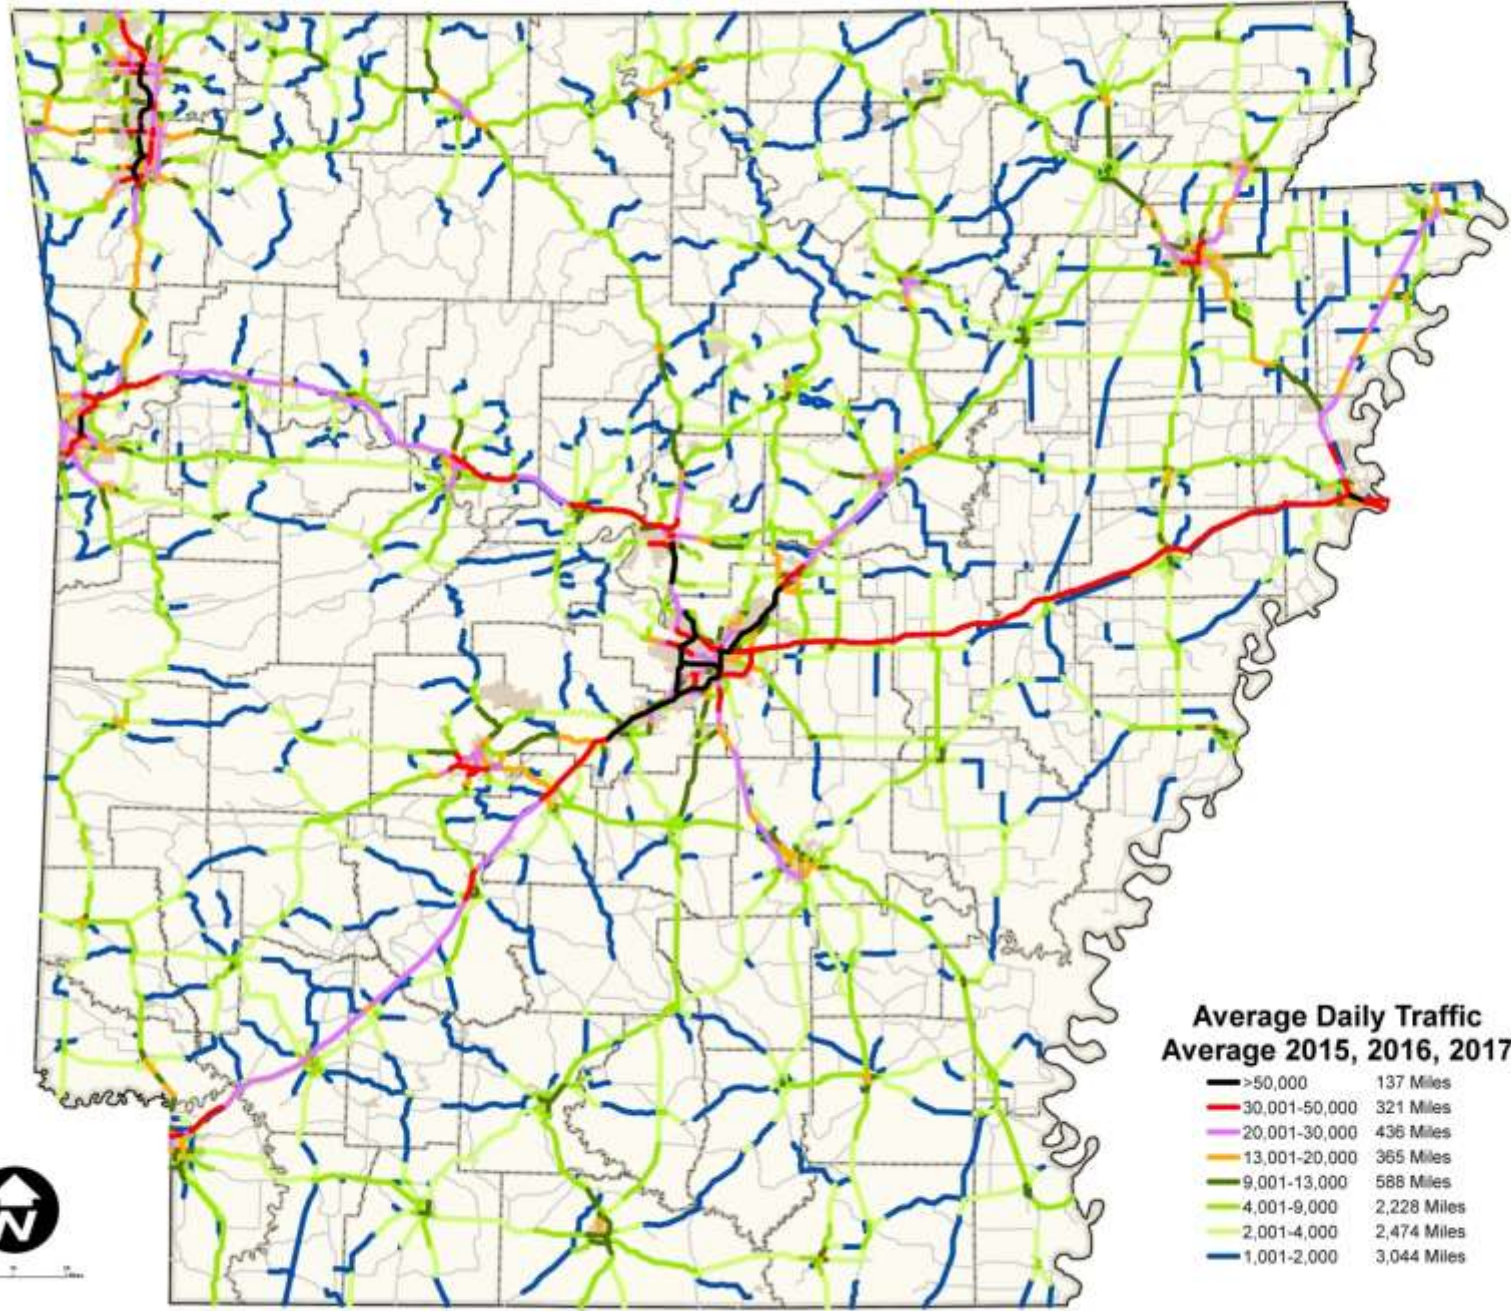 Average Daily Traffic
Average 2015, 2016, 2017
>50,000 137 Miles
30,001-50,000 321 Miles
20,001-30,000 436 Miles
13,001-20,000 365 Miles
9,001-13,000 588 Miles
4,001-9,000 2,228 Miles
2,001-4,000 2,474 Miles
1,001-2,000 3,044 Miles
N